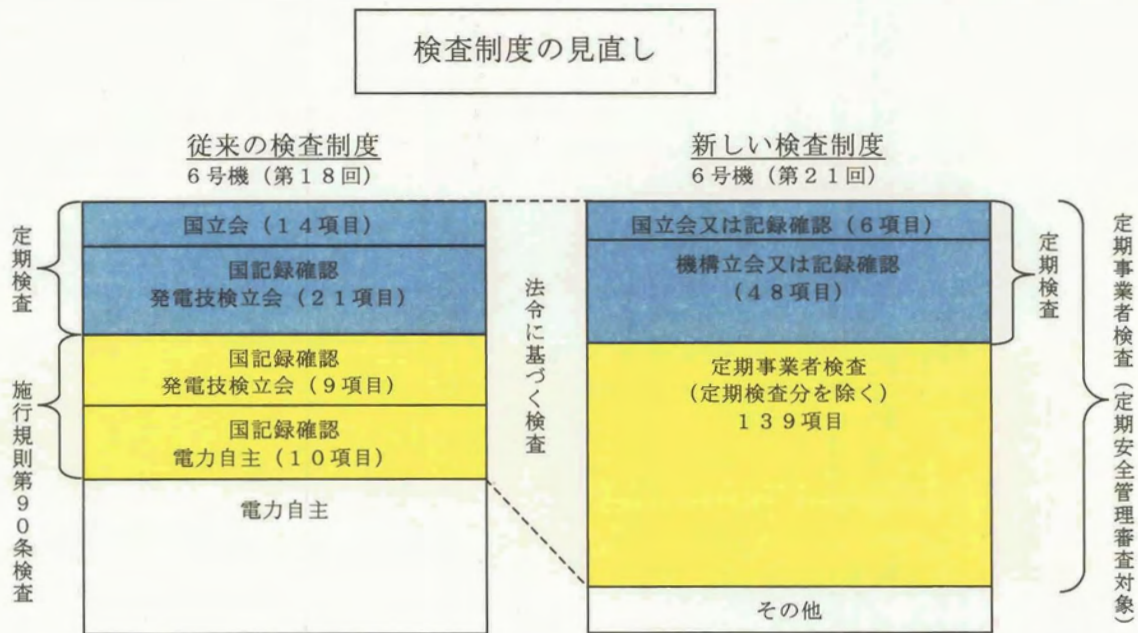 検査制度の見直し
従来の検査制度
6号機（第18回）
定期検査
国立会（14項目）
国記録確認
発電技検立会（21項目）
施行規則第90条検査
国記録確認
発電技検立会（9項目）
国記録確認
電力自主（10項目）
電力自主
法令に基づく検査
新しい検査制度
6号機（第21回）
国立会又は記録確認（6項目）
機構立会又は記録確認
（48項目）
定期事業者検査
（定期検査分を除く）
139項目
その他
定期検査
定期事業者検査（定期安全管理審査対象）